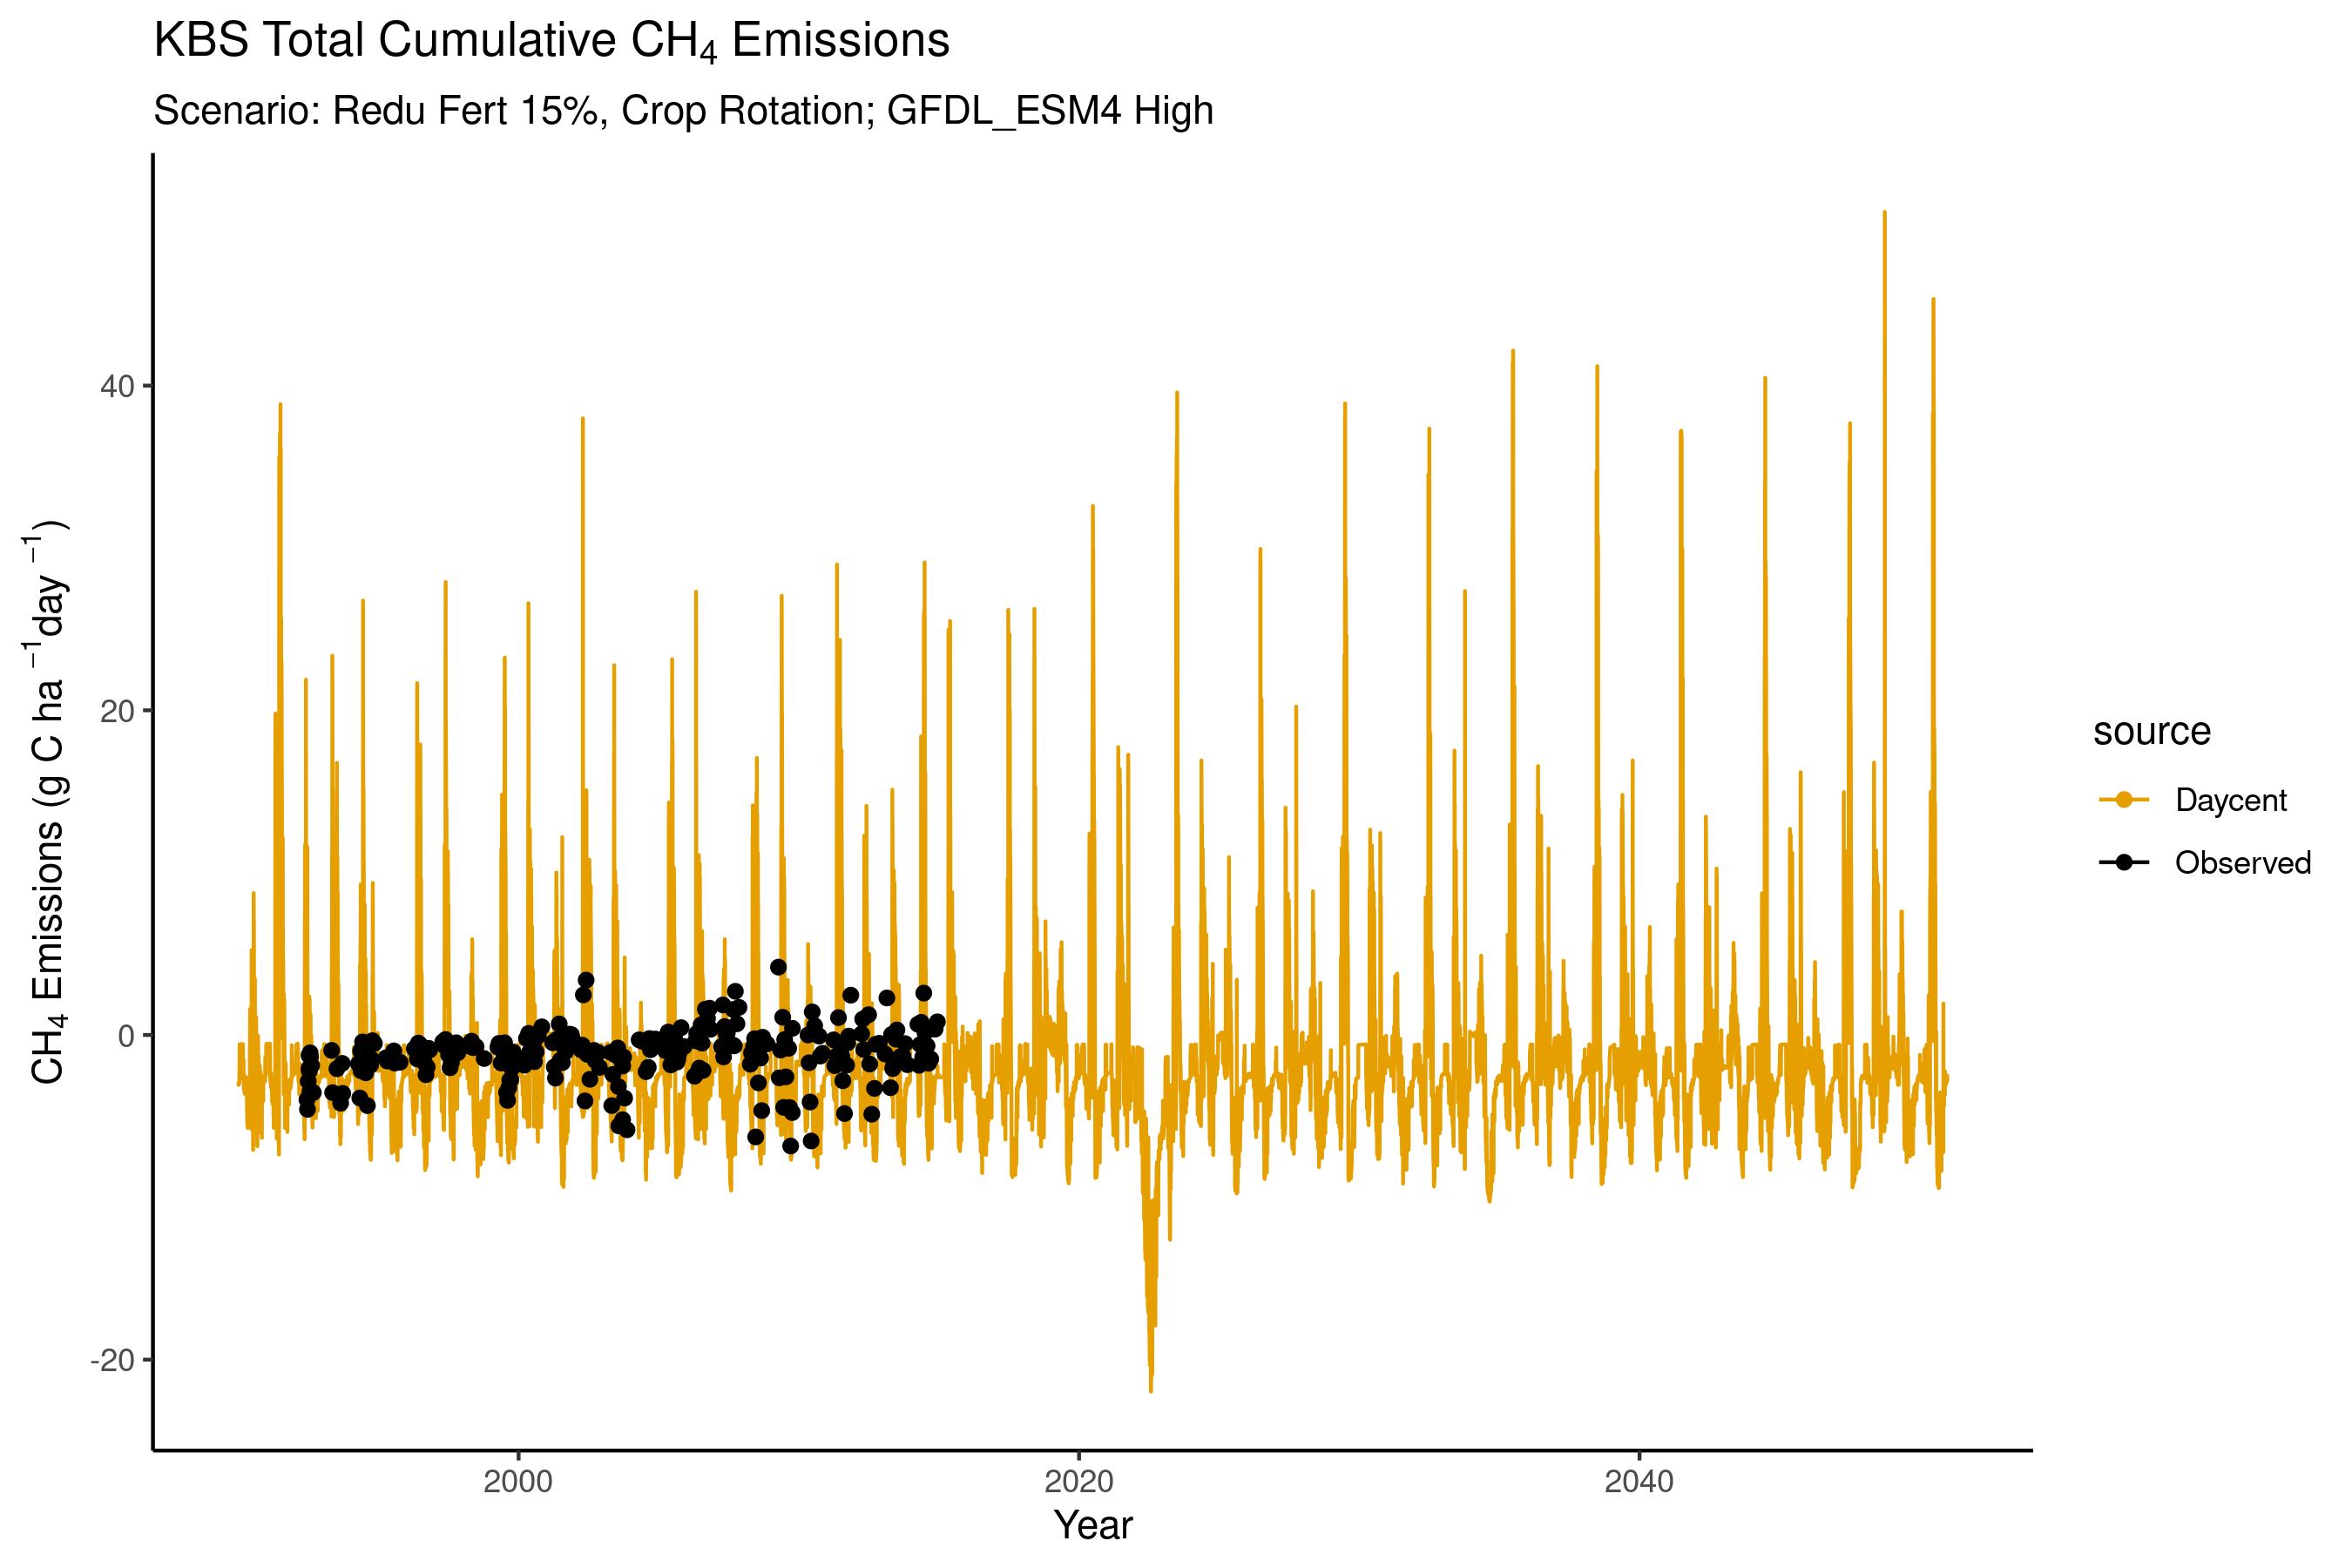 KBS Total Cumulative CH₄ Emissions
Scenario: Redu Fert 15%, Crop Rotation; GFDL_ESM4 High
CH₄ Emissions (g C ha ⁻¹day ⁻¹)
40
20
0
-20
2000
2020
2040
Year
source
Daycent
Observed